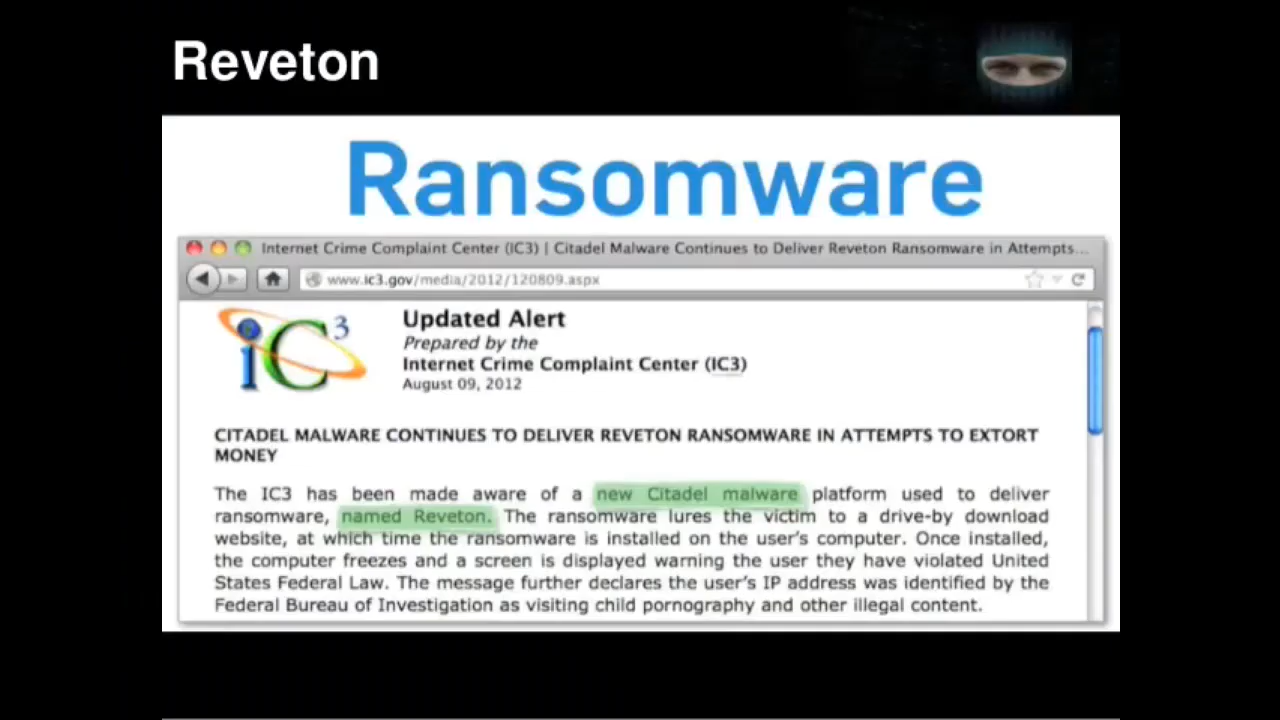 Reveton
Ransomware
Internet Crime Complaint Center (IC3) | Citadel Malware Continues to Deliver Reveton Ransomware in Attempts...
www.ic3.gov/media/2012/120809.aspx
iC3
Updated Alert
Prepared by the
Internet Crime Complaint Center (IC3)
August 09, 2012
CITADEL MALWARE CONTINUES TO DELIVER REVETON RANSOMWARE IN ATTEMPTS TO EXTORT
MONEY
The IC3 has been made aware of a new Citadel malware platform used to deliver
ransomware, named Reveton. The ransomware lures the victim to a drive-by download
website, at which time the ransomware is installed on the user's computer. Once installed,
the computer freezes and a screen is displayed warning the user they have violated United
States Federal Law. The message further declares the user's IP address was identified by the
Federal Bureau of Investigation as visiting child pornography and other illegal content.